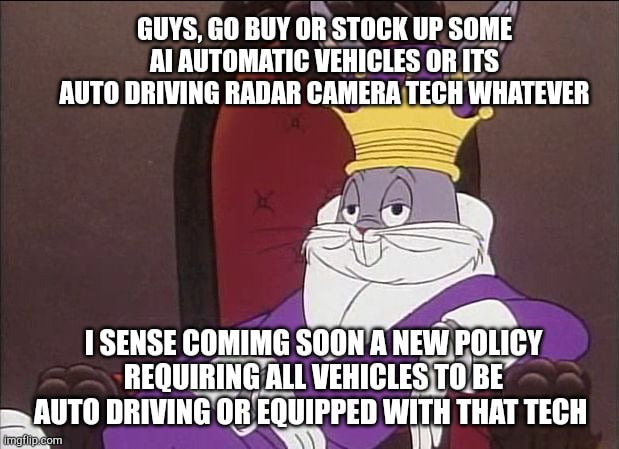 GUYS, GO BUY OR STOCK UP SOME
AI AUTOMATIC VEHICLES OR ITS
AUTO DRIVING RADAR CAMERA TECH WHATEVER
I SENSE COMIMG SOON A NEW POLICY
REQUIRING ALL VEHICLES TO BE
AUTO DRIVING OR EQUIPPED WITH THAT TECH
imgflip.com